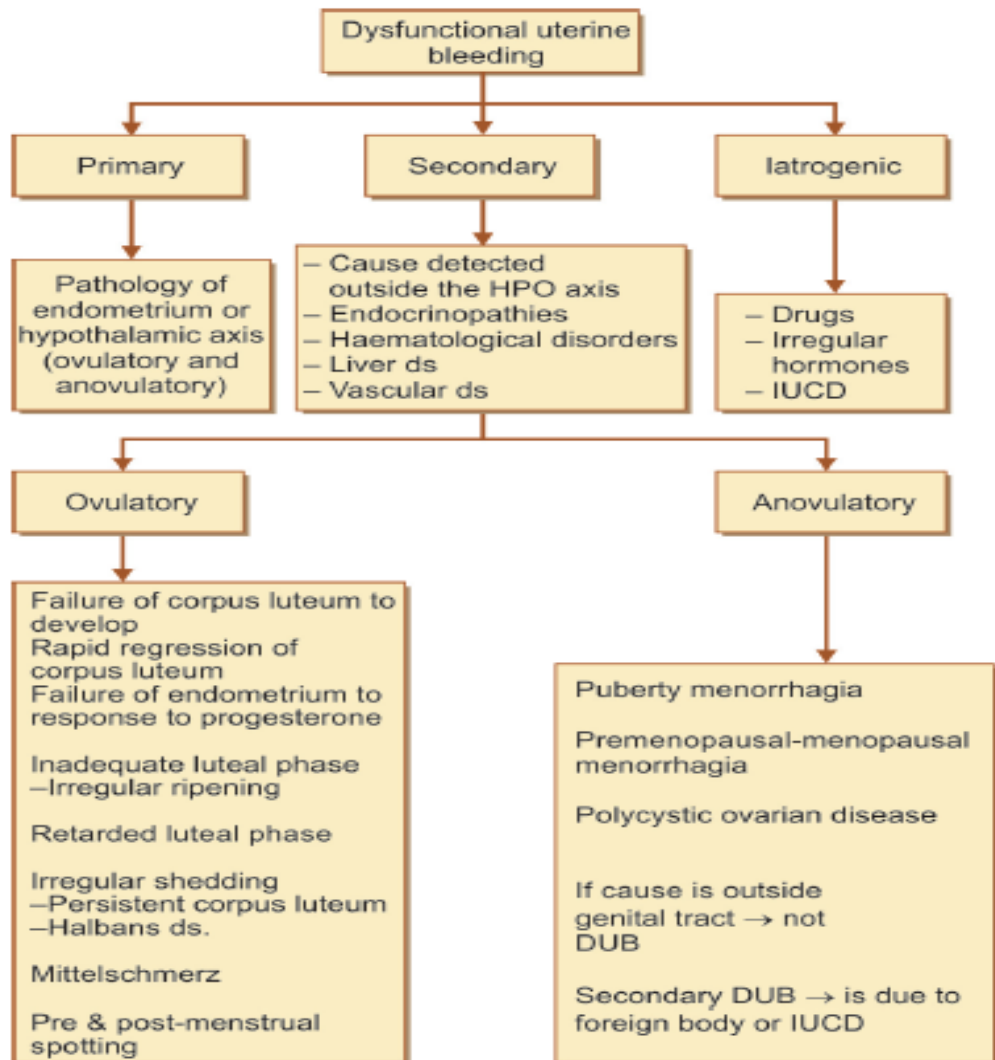 Dysfunctional uterine
bleeding
Primary
Secondary
Iatrogenic
Pathology of
endometrium or
hypothalamic axis
(ovulatory and
anovulatory)
– Cause detected
outside the HPO axis
– Endocrinopathies
– Haematological disorders
– Liver ds
– Vascular ds
– Drugs
– Irregular
hormones
– IUCD
Ovulatory
Anovulatory
Failure of corpus luteum to
develop
Rapid regression of
corpus luteum
Failure of endometrium to
response to progesterone
Inadequate luteal phase
–Irregular ripening
Retarded luteal phase
Irregular shedding
–Persistent corpus luteum
–Halbans ds.
Mittelschmerz
Pre & post-menstrual
spotting
Puberty menorrhagia
Premenopausal-menopausal
menorrhagia
Polycystic ovarian disease
If cause is outside
genital tract → not
DUB
Secondary DUB → is due to
foreign body or IUCD